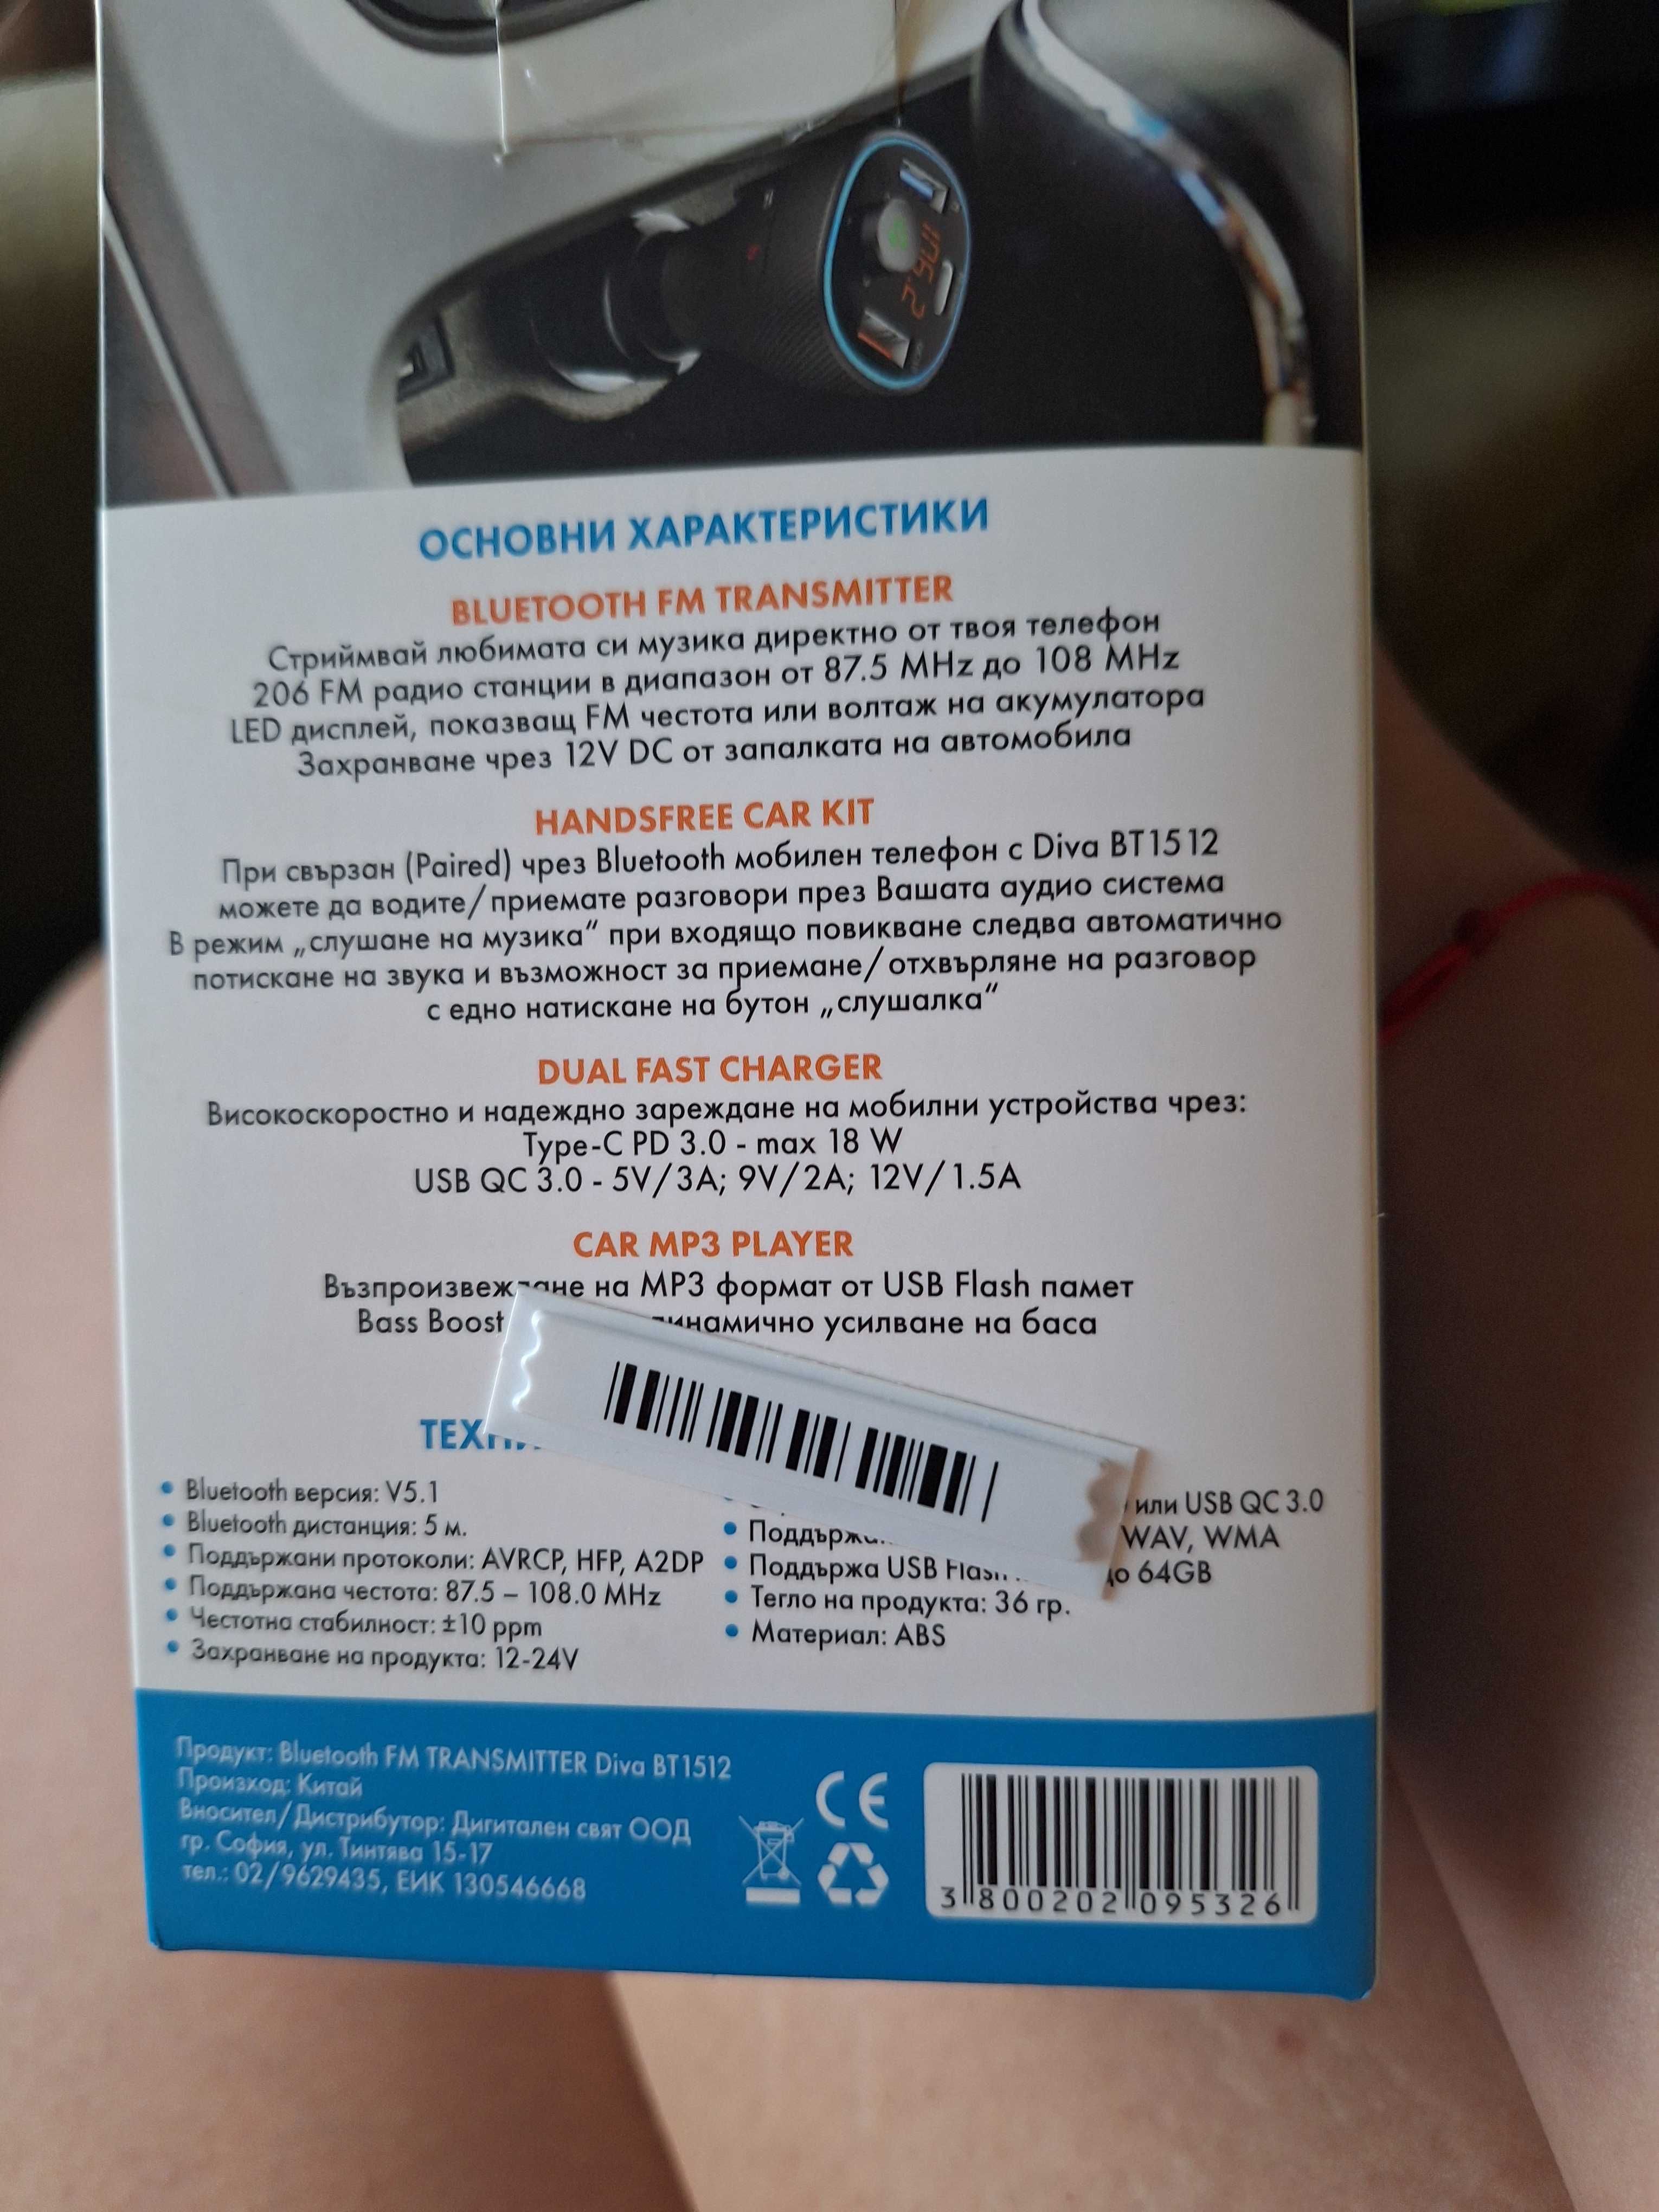 106.2
ОСНОВНИ ХАРАКТЕРИСТИКИ
BLUETOOTH FM TRANSMITTER
Стриймвай любимата си музика директно от твоя телефон
206 FM радио станции в диапазон от 87.5 MHz до 108 MHz
LED дисплей, показващ FM честота или волтаж на акумулатора
Захранване чрез 12V DC от запалката на автомобила
HANDSFREE CAR KIT
При свързан (Paired) чрез Bluetooth мобилен телефон с Diva BT1512
можете да водите/приемате разговори през Вашата аудио система
В режим „слушане на музика“ при входящо повикване следва автоматично
потискане на звука и възможност за приемане/отхвърляне на разговор
с едно натискане на бутон „слушалка“
DUAL FAST CHARGER
Високоскоростно и надеждно зареждане на мобилни устройства чрез:
Type-C PD 3.0 - max 18 W
USB QC 3.0 - 5V/3A; 9V/2A; 12V/1.5A
CAR MP3 PLAYER
Възпроизвеждане на MP3 формат от USB Flash памет
Bass Boost динамично усилване на баса
Bluetooth версия: V5.1
Bluetooth дистанция: 5 м.
Поддържани протоколи: AVRCP, HFP, A2DP
Поддържана честота: 87.5 – 108.0 MHz
Честотна стабилност: ±10 ppm
Захранване на продукта: 12-24V
или USB QC 3.0
WAV, WMA
Поддържа USB Flash до 64GB
Тегло на продукта: 36 гр.
Материал: ABS
Продукт: Bluetooth FM TRANSMITTER Diva BT1512
Произход: Китай
Вносител/Дистрибутор: Дигитален свят ООД
гр. София, ул. Тинтява 15-17
тел.: 02/9629435, ЕИК 130546668
CE
3 800202 095326